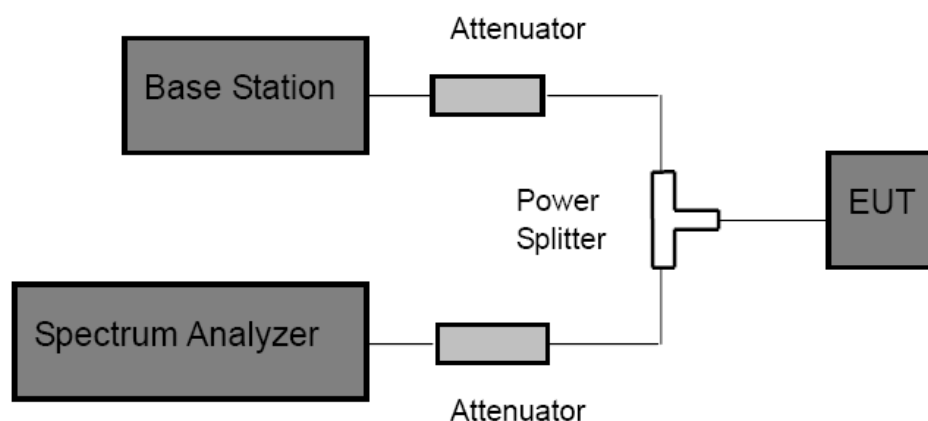 Attenuator
Base Station
Power
Splitter
EUT
Spectrum Analyzer
Attenuator